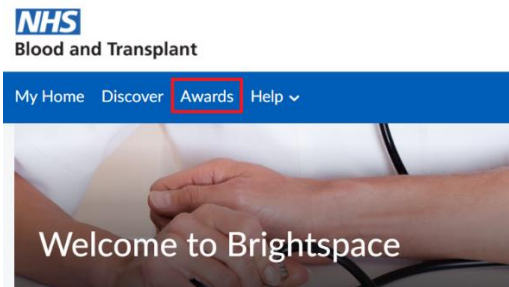 NHS
Blood and Transplant
My Home Discover Awards Help
Welcome to Brightspace